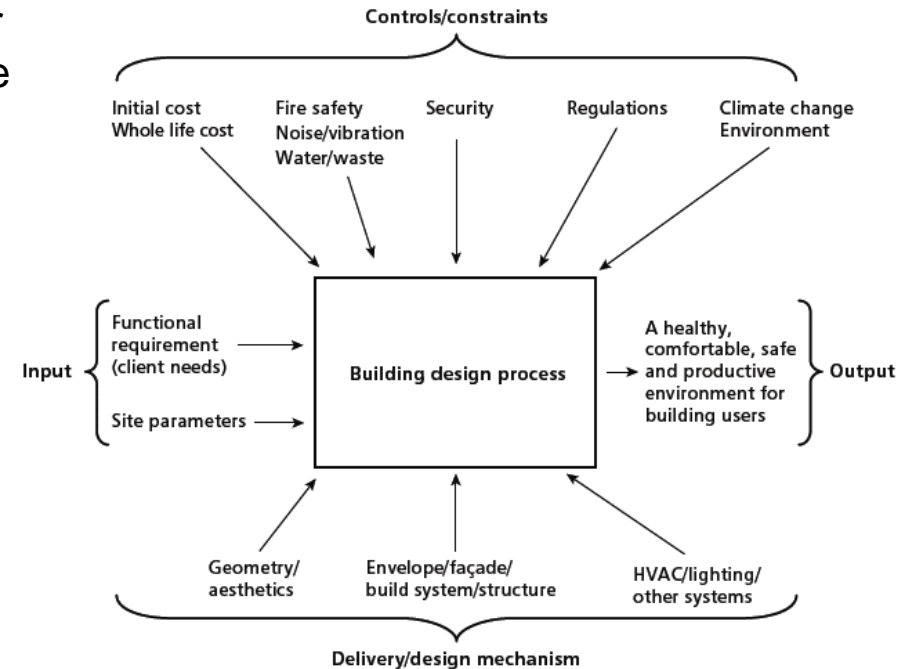 Controls/constraints
Initial cost
Whole life cost
Fire safety
Noise/vibration
Water/waste
Security
Regulations
Climate change
Environment
Input
Functional
requirement
(client needs)
Site parameters
Building design process
A healthy,
comfortable, safe
and productive
environment for
building users
Output
Geometry/
aesthetics
Envelope/façade/
build system/structure
HVAC/lighting/
other systems
Delivery/design mechanism